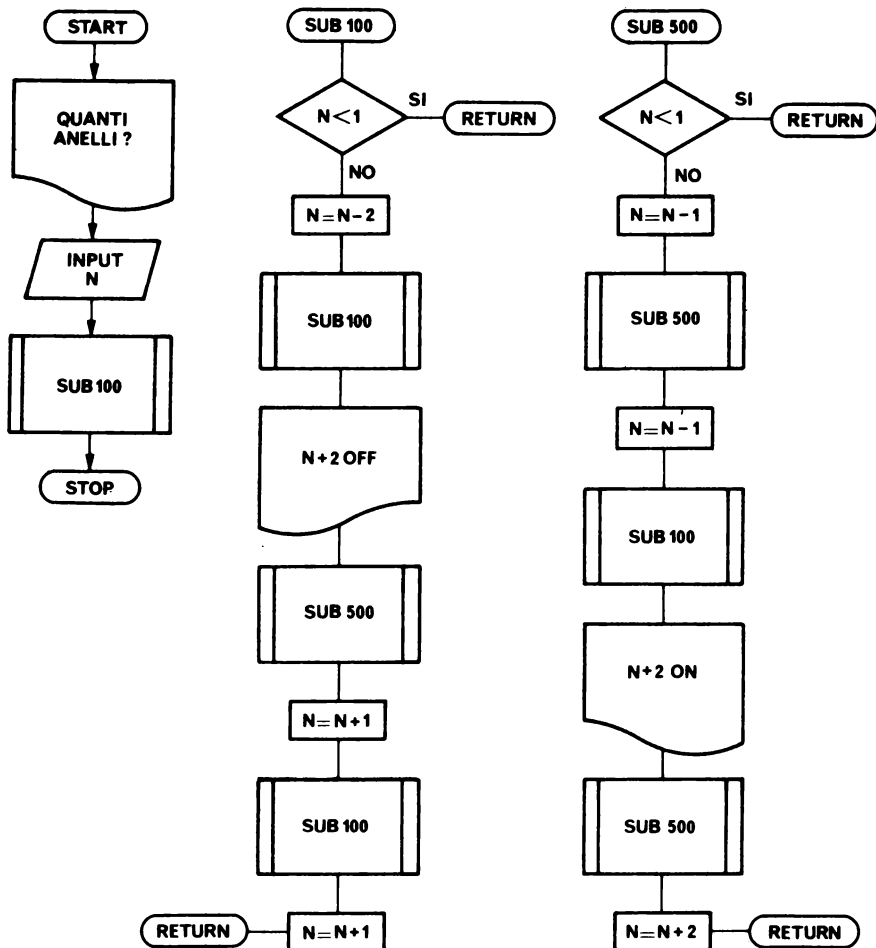 START
QUANTI
ANELLI ?
INPUT
N
SUB 100
STOP
SUB 100
N < 1
SI
RETURN
NO
N = N - 2
SUB 100
N + 2 OFF
SUB 500
N = N + 1
SUB 100
N = N + 1
RETURN
SUB 500
N < 1
SI
RETURN
NO
N = N - 1
SUB 500
N = N - 1
SUB 100
N + 2 ON
SUB 500
N = N + 2
RETURN